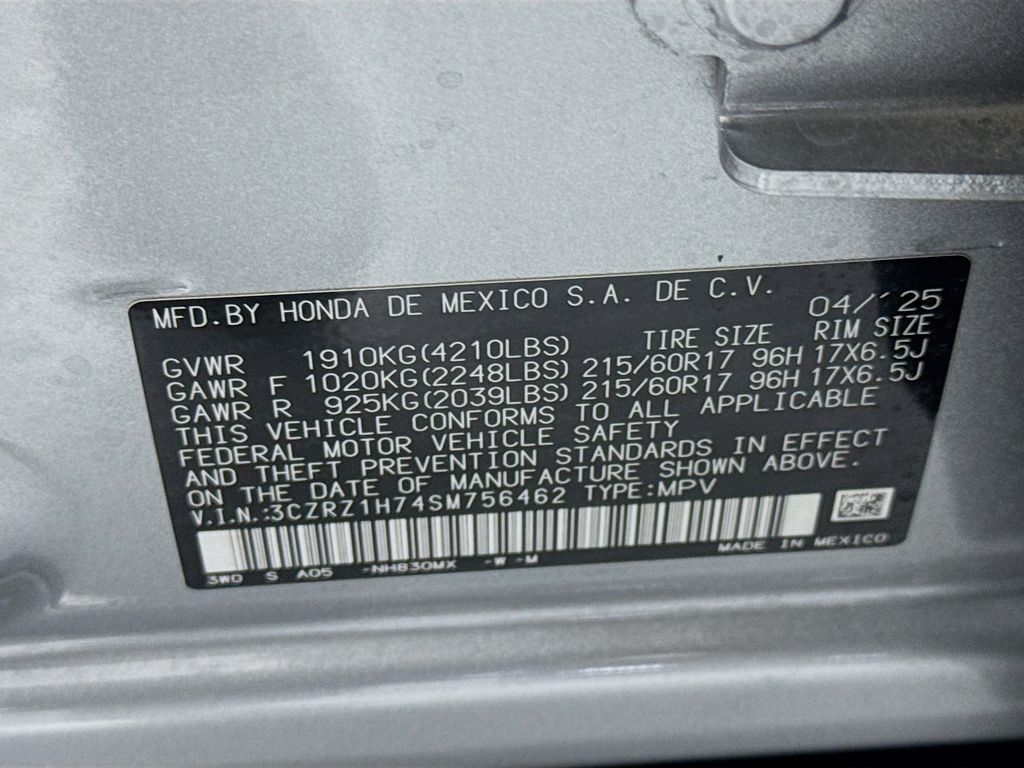 MFD.BY HONDA DE MEXICO S.A. DE C.V. 04/'25
TIRE SIZE RIM SIZE
GVWR 1910KG(4210LBS)
GAWR F 1020KG(2248LBS) 215/60R17 96H 17X6.5J
GAWR R 925KG(2039LBS) 215/60R17 96H 17X6.5J
THIS VEHICLE CONFORMS TO ALL APPLICABLE
FEDERAL MOTOR VEHICLE SAFETY
AND THEFT PREVENTION STANDARDS IN EFFECT
ON THE DATE OF MANUFACTURE SHOWN ABOVE.
V.I.N.:3CZRZ1H74SM756462 TYPE:MPV
3W0 S A05 -NH830MX -W -M MADE IN MEXICO